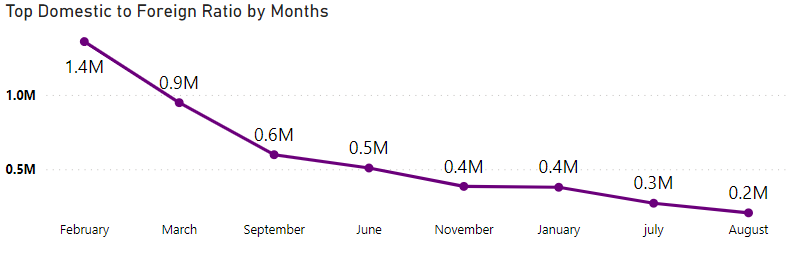 Top Domestic to Foreign Ratio by Months
1.4M
0.9M
1.0M
0.6M
0.5M
0.4M
0.4M
0.5M
0.3M
0.2M
February March September June November January july August